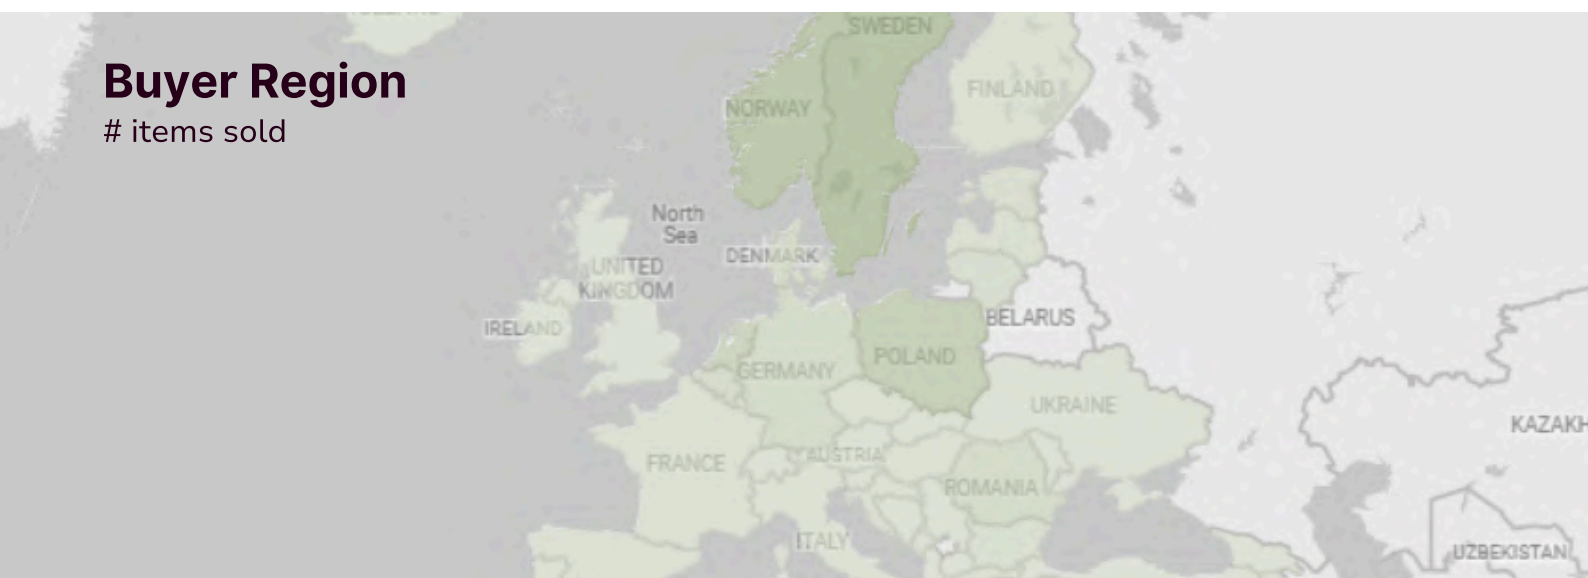 SWEDEN
Buyer Region
# items sold
FINLAND
NORWAY
North
Sea
DENMARK
UNITED
KINGDOM
IRELAND
BELARUS
POLAND
GERMANY
UKRAINE
KAZAKH
FRANCE
AUSTRIA
ROMANIA
ITALY
UZBEKISTAN